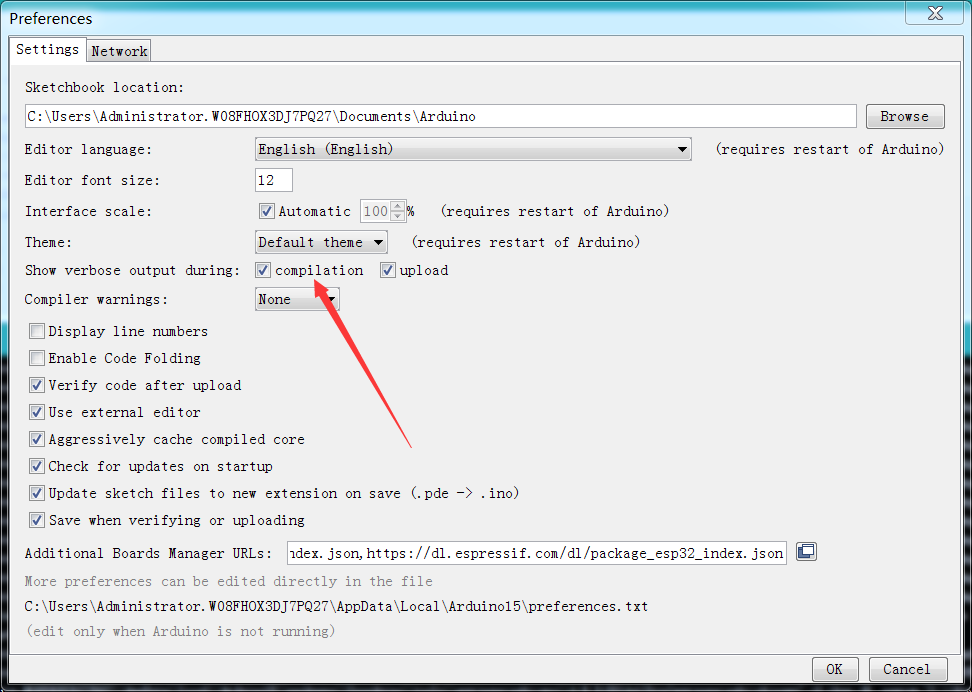 Preferences
Settings Network
Sketchbook location:
C:\Users\Administrator.W08FHOX3DJ7PQ27\Documents\Arduino Browse
Editor language: English (English) (requires restart of Arduino)
Editor font size: 12
Interface scale: Automatic 100 % (requires restart of Arduino)
Theme: Default theme (requires restart of Arduino)
Show verbose output during: compilation upload
Compiler warnings: None
Display line numbers
Enable Code Folding
Verify code after upload
Use external editor
Aggressively cache compiled core
Check for updates on startup
Update sketch files to new extension on save (.pde -> .ino)
Save when verifying or uploading
Additional Boards Manager URLs: ndex.json,https://dl.espressif.com/dl/package_esp32_index.json
More preferences can be edited directly in the file
C:\Users\Administrator.W08FHOX3DJ7PQ27\AppData\Local\Arduino15\preferences.txt
(edit only when Arduino is not running)
OK Cancel